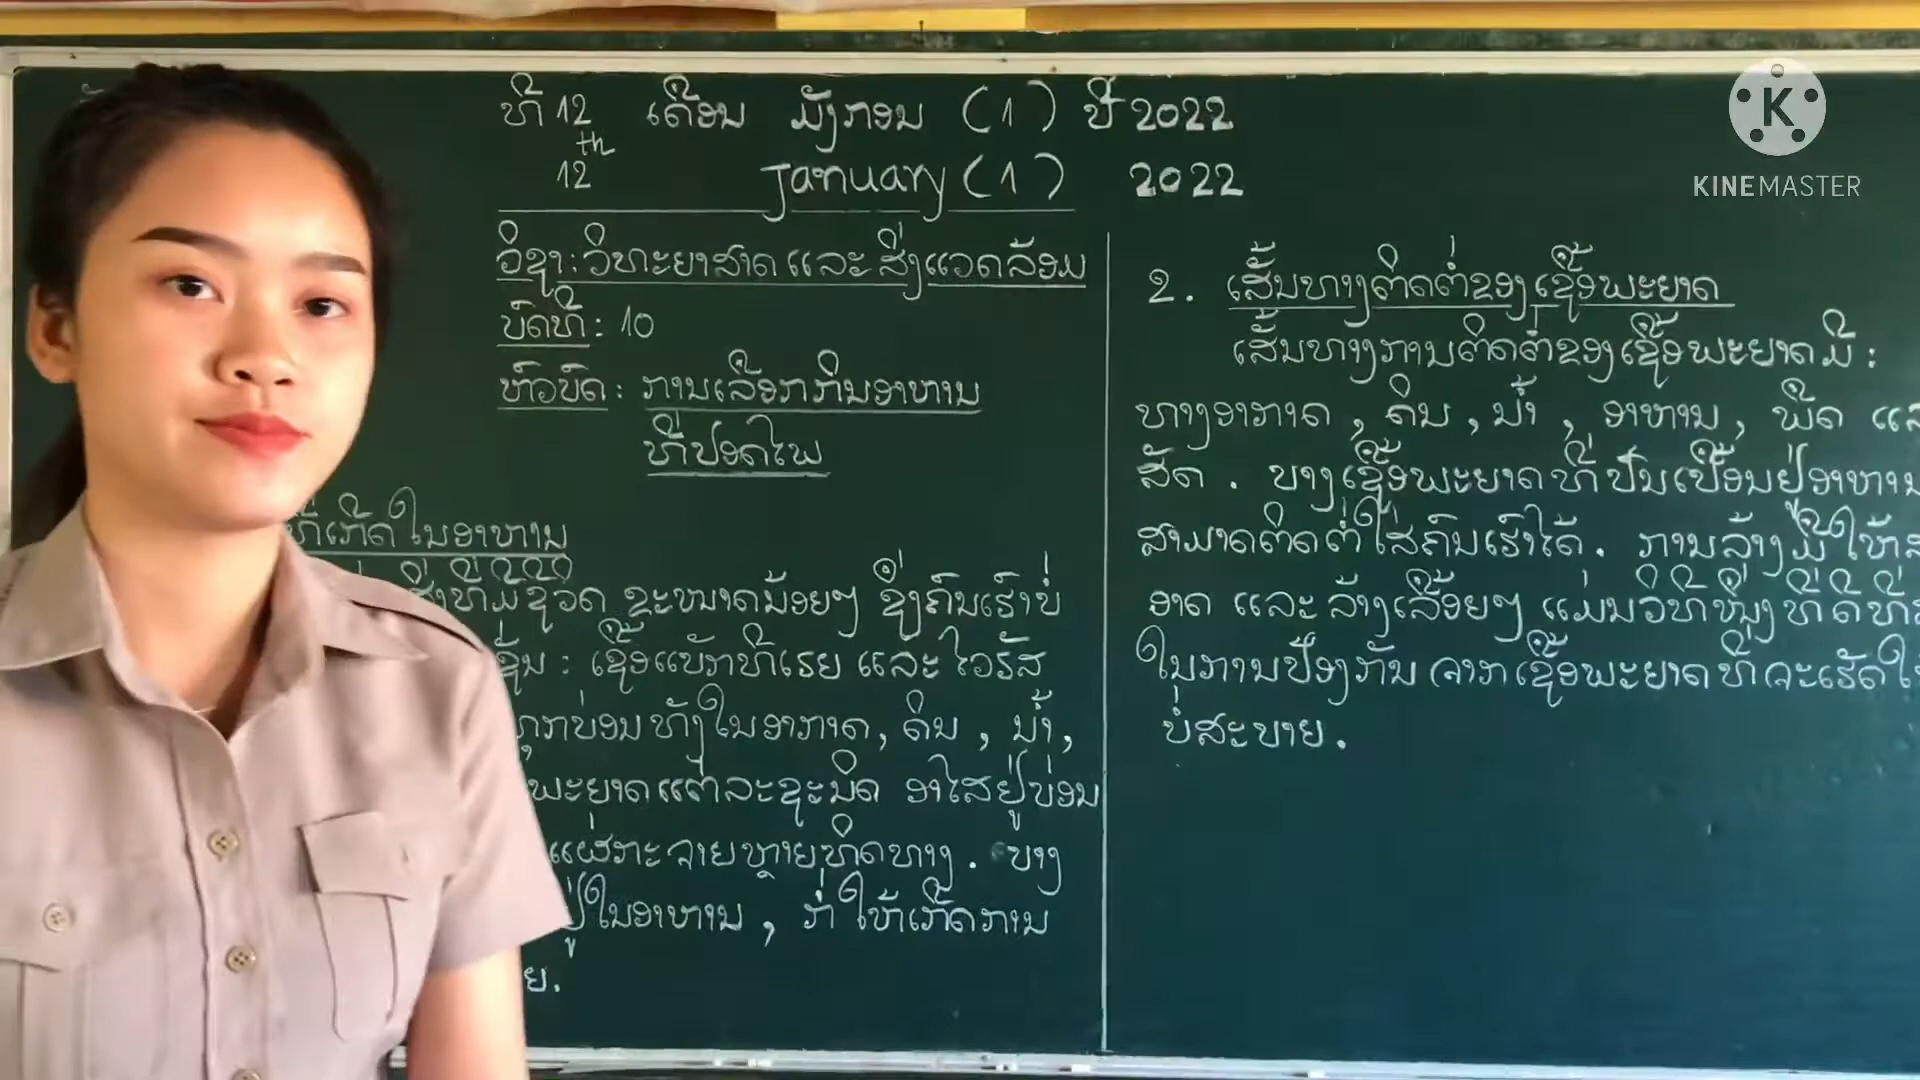 ທີ 12 ເດືອນ ມັງກອນ (1) ປີ 2022
12th January (1) 2022
ວິຊາ: ວິທະຍາສາດ ແລະ ສິ່ງແວດລ້ອມ
ບົດທີ: 10
ຫົວບົດ: ການເລືອກກິນອາຫານ
ທີ່ປອດໄພ
ທີ່ເກີດໃນອາຫານ
ສິ່ງທີ່ມີຊີວິດ ຂະໜາດນ້ອຍໆ ຊຶ່ງຄົນເຮົາບໍ່
ເຊັ່ນ: ເຊື້ອແບັກທີເຣຍ ແລະ ໄວຣັສ
ທຸກບ່ອນທັງໃນອາກາດ, ດິນ, ນ້ຳ,
ພະຍາດແຕ່ລະຊະນິດ ອາໄສຢູ່ບ່ອນ
ແຜ່ກະຈາຍຫຼາຍທິດທາງ. ບາງ
ຢູ່ໃນອາຫານ, ກໍ່ໃຫ້ເກີດການ
2. ເສັ້ນທາງຕິດຕໍ່ຂອງເຊື້ອພະຍາດ
ເສັ້ນທາງການຕິດຕໍ່ຂອງເຊື້ອພະຍາດມີ:
ທາງອາກາດ, ດິນ, ນ້ຳ, ອາຫານ, ພືດ
ສັດ. ບາງເຊື້ອພະຍາດທີ່ປົນເປື້ອນຢູ່ອາຫານ
ສາມາດຕິດຕໍ່ໃສ່ຄົນເຮົາໄດ້. ການລ້າງມືໃຫ້
ອາດ ແລະ ລ້າງເລື້ອຍໆ ແມ່ນວິທີໜຶ່ງທີ່ດີທີ່
ໃນການປ້ອງກັນ ຈາກເຊື້ອພະຍາດທີ່ຈະເຮັດ
ບໍ່ສະບາຍ.
KINEMASTER